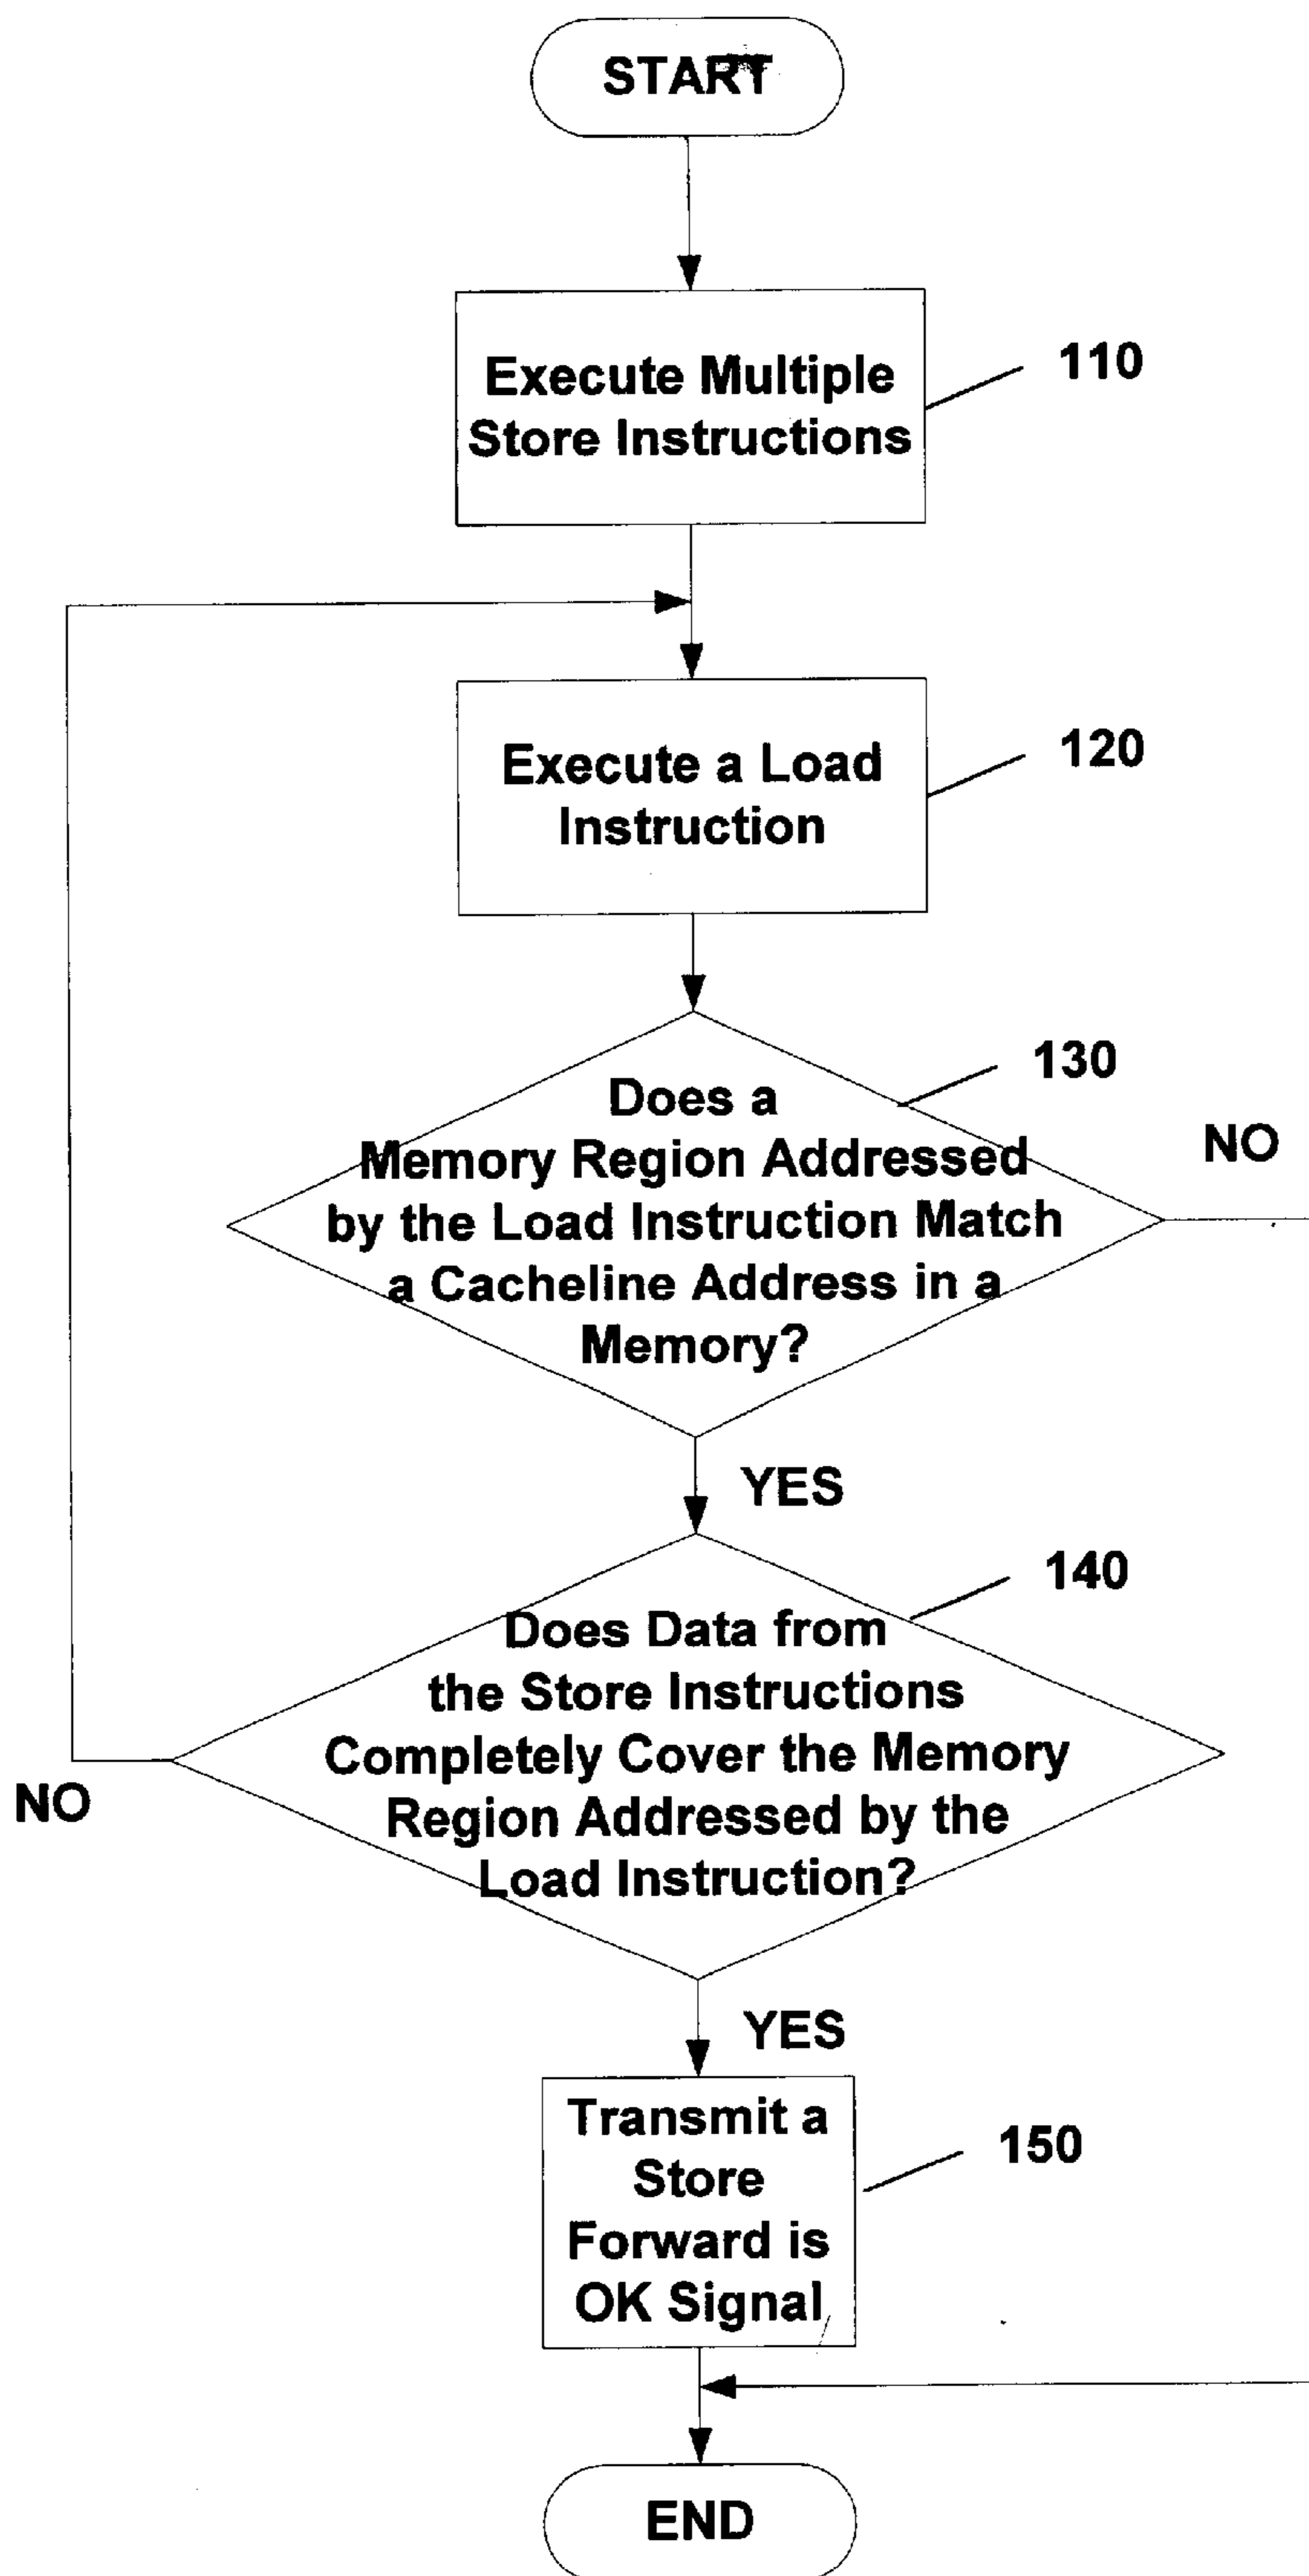 START
Execute Multiple
Store Instructions
110
Execute a Load
Instruction
120
130
Does a
Memory Region Addressed
by the Load Instruction Match
a Cacheline Address in a
Memory?
NO
YES
140
Does Data from
the Store Instructions
Completely Cover the Memory
Region Addressed by the
Load Instruction?
NO
YES
Transmit a
Store
Forward is
OK Signal
150
END